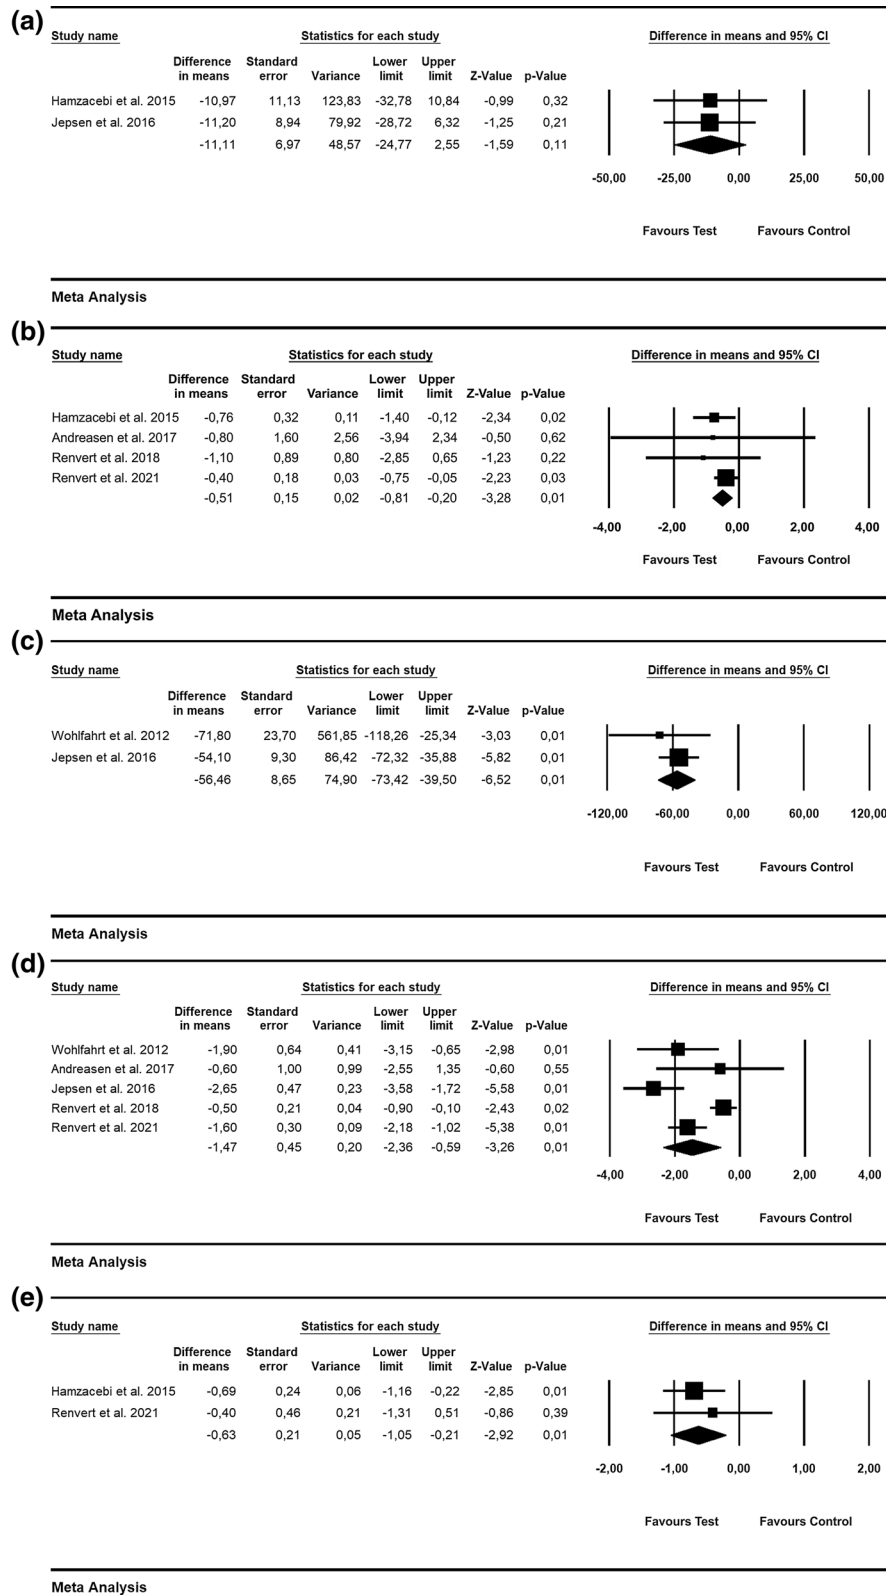 (a)
Study name Statistics for each study Difference in means and 95% CI
Difference Standard Lower Upper
in means error Variance limit limit Z-Value p-Value
Hamzacebi et al. 2015 -10,97 11,13 123,83 -32,78 10,84 -0,99 0,32
Jepsen et al. 2016 -11,20 8,94 79,92 -28,72 6,32 -1,25 0,21
-11,11 6,97 48,57 -24,77 2,55 -1,59 0,11
-50,00 -25,00 0,00 25,00 50,00
Favours Test Favours Control
Meta Analysis
(b)
Study name Statistics for each study Difference in means and 95% CI
Difference Standard Lower Upper
in means error Variance limit limit Z-Value p-Value
Hamzacebi et al. 2015 -0,76 0,32 0,11 -1,40 -0,12 -2,34 0,02
Andreasen et al. 2017 -0,80 1,60 2,56 -3,94 2,34 -0,50 0,62
Renvert et al. 2018 -1,10 0,89 0,80 -2,85 0,65 -1,23 0,22
Renvert et al. 2021 -0,40 0,18 0,03 -0,75 -0,05 -2,23 0,03
-0,51 0,15 0,02 -0,81 -0,20 -3,28 0,01
-4,00 -2,00 0,00 2,00 4,00
Favours Test Favours Control
Meta Analysis
(c)
Study name Statistics for each study Difference in means and 95% CI
Difference Standard Lower Upper
in means error Variance limit limit Z-Value p-Value
Wohlfahrt et al. 2012 -71,80 23,70 561,85 -118,26 -25,34 -3,03 0,01
Jepsen et al. 2016 -54,10 9,30 86,42 -72,32 -35,88 -5,82 0,01
-56,46 8,65 74,90 -73,42 -39,50 -6,52 0,01
-120,00 -60,00 0,00 60,00 120,00
Favours Test Favours Control
Meta Analysis
(d)
Study name Statistics for each study Difference in means and 95% CI
Difference Standard Lower Upper
in means error Variance limit limit Z-Value p-Value
Wohlfahrt et al. 2012 -1,90 0,64 0,41 -3,15 -0,65 -2,98 0,01
Andreasen et al. 2017 -0,60 1,00 0,99 -2,55 1,35 -0,60 0,55
Jepsen et al. 2016 -2,65 0,47 0,23 -3,58 -1,72 -5,58 0,01
Renvert et al. 2018 -0,50 0,21 0,04 -0,90 -0,10 -2,43 0,02
Renvert et al. 2021 -1,60 0,30 0,09 -2,18 -1,02 -5,38 0,01
-1,47 0,45 0,20 -2,36 -0,59 -3,26 0,01
-4,00 -2,00 0,00 2,00 4,00
Favours Test Favours Control
Meta Analysis
(e)
Study name Statistics for each study Difference in means and 95% CI
Difference Standard Lower Upper
in means error Variance limit limit Z-Value p-Value
Hamzacebi et al. 2015 -0,69 0,24 0,06 -1,16 -0,22 -2,85 0,01
Renvert et al. 2021 -0,40 0,46 0,21 -1,31 0,51 -0,86 0,39
-0,63 0,21 0,05 -1,05 -0,21 -2,92 0,01
-2,00 -1,00 0,00 1,00 2,00
Favours Test Favours Control
Meta Analysis